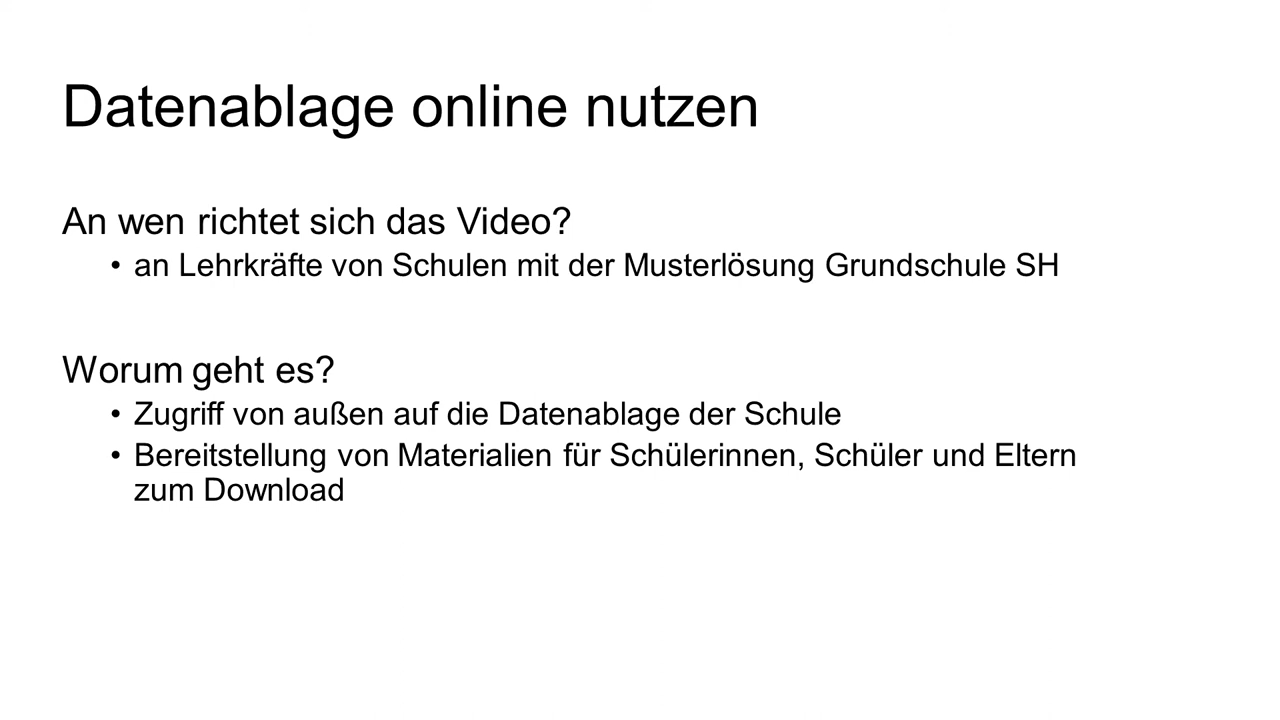 Datenablage online nutzen
An wen richtet sich das Video?
• an Lehrkräfte von Schulen mit der Musterlösung Grundschule SH
Worum geht es?
• Zugriff von außen auf die Datenablage der Schule
• Bereitstellung von Materialien für Schülerinnen, Schüler und Eltern
zum Download